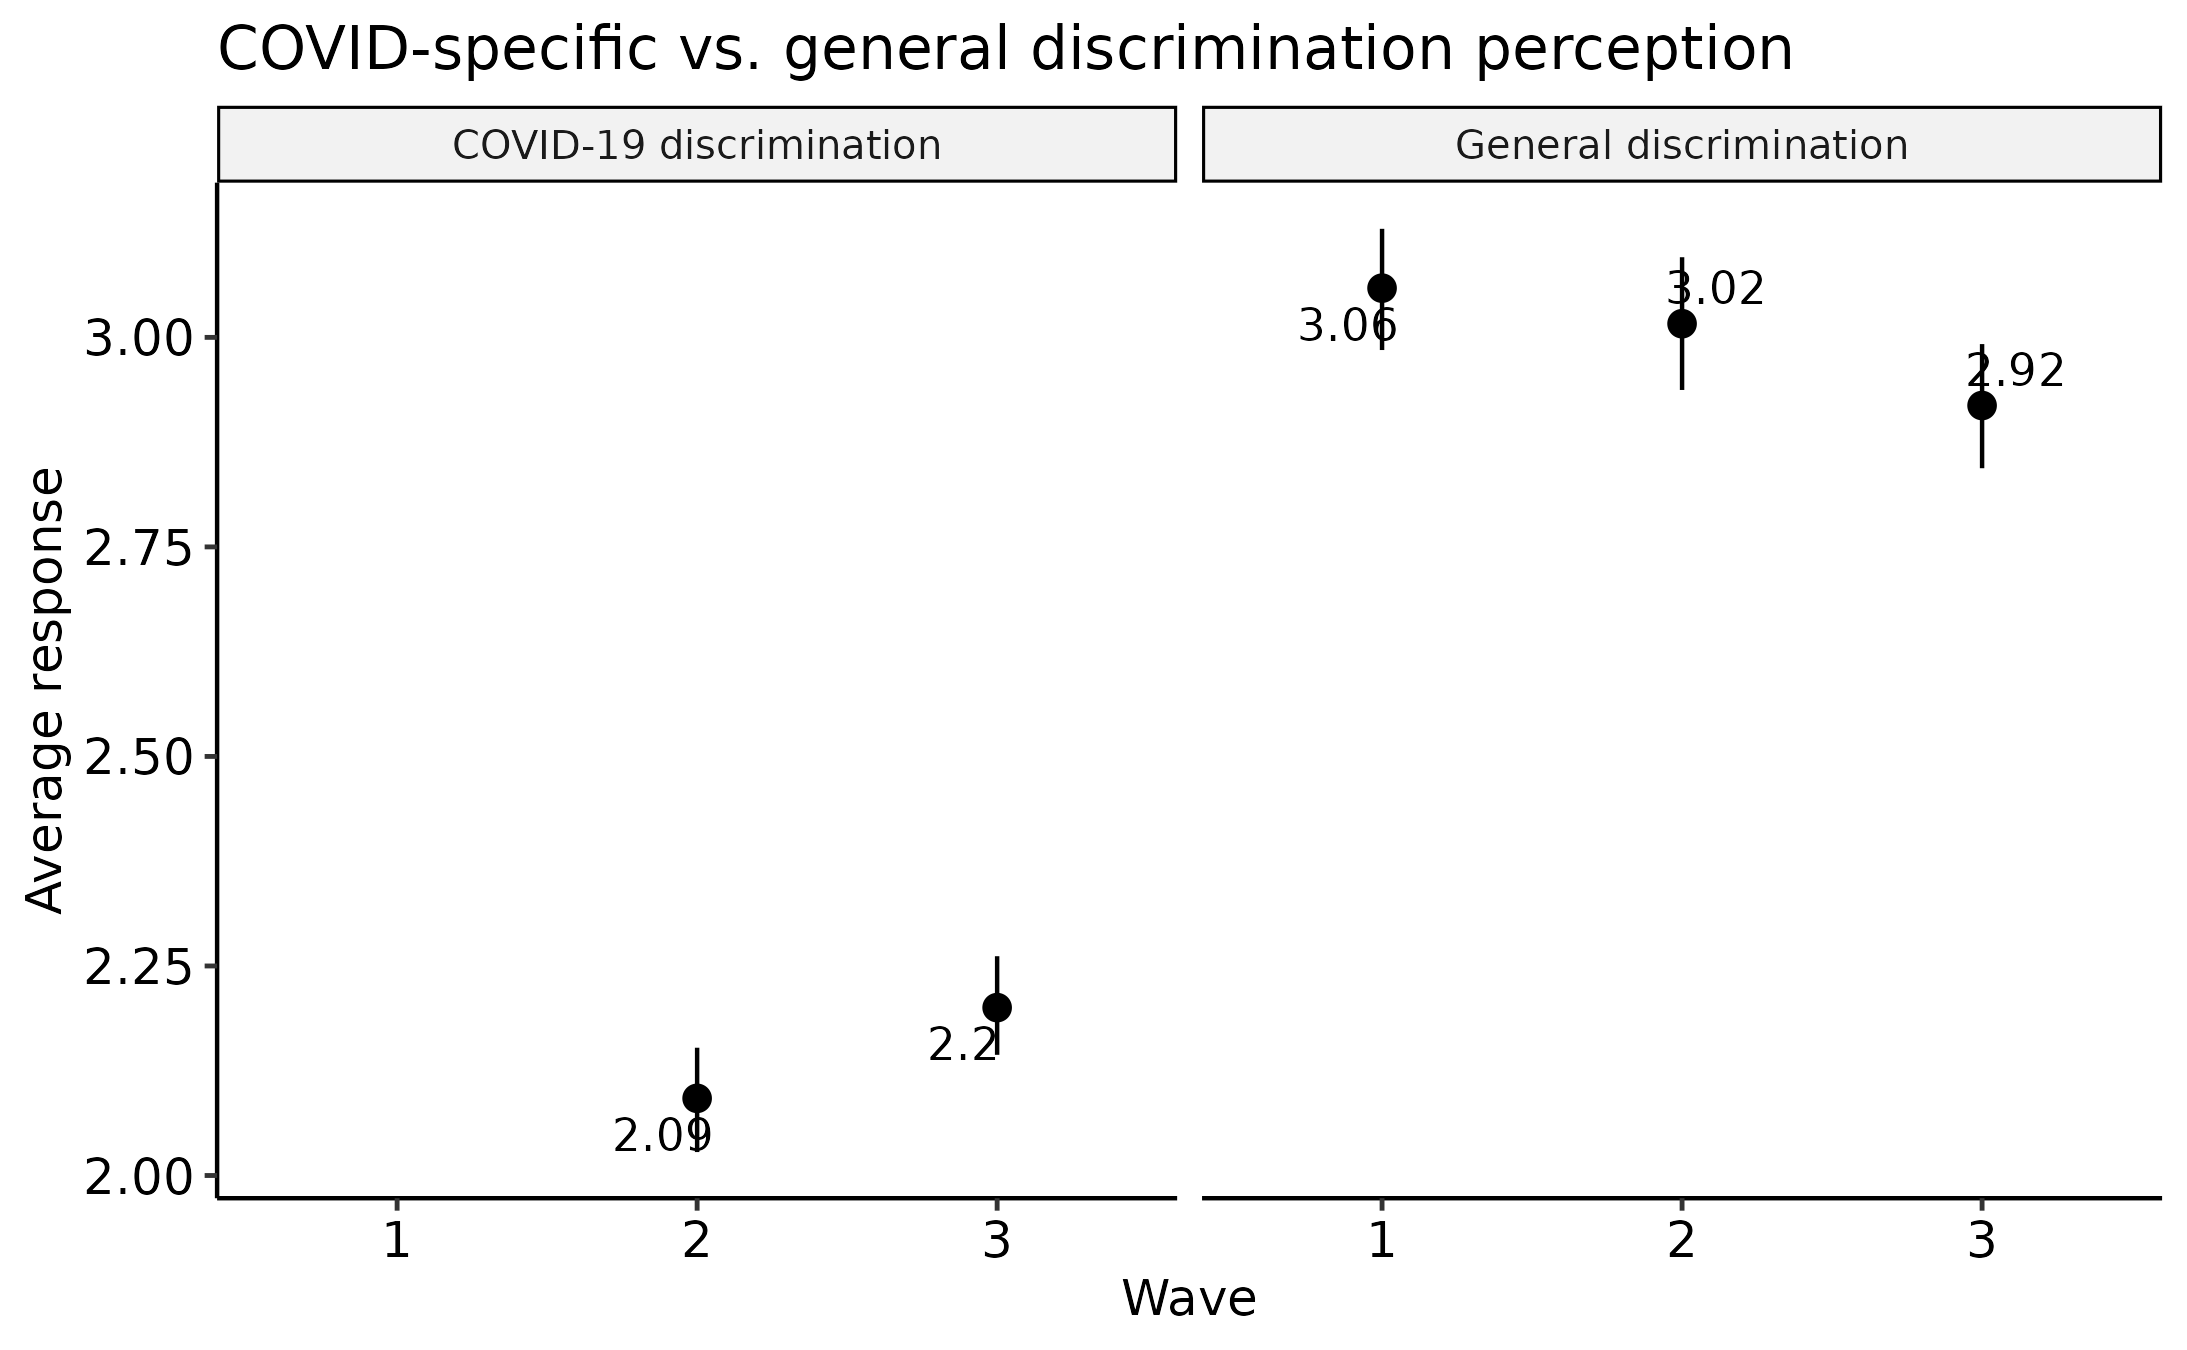 COVID-specific vs. general discrimination perception
COVID-19 discrimination
General discrimination
Average response
3.00
2.75
2.50
2.25
2.00
2.09
2.2
3.06
3.02
2.92
1 2 3
1 2 3
Wave